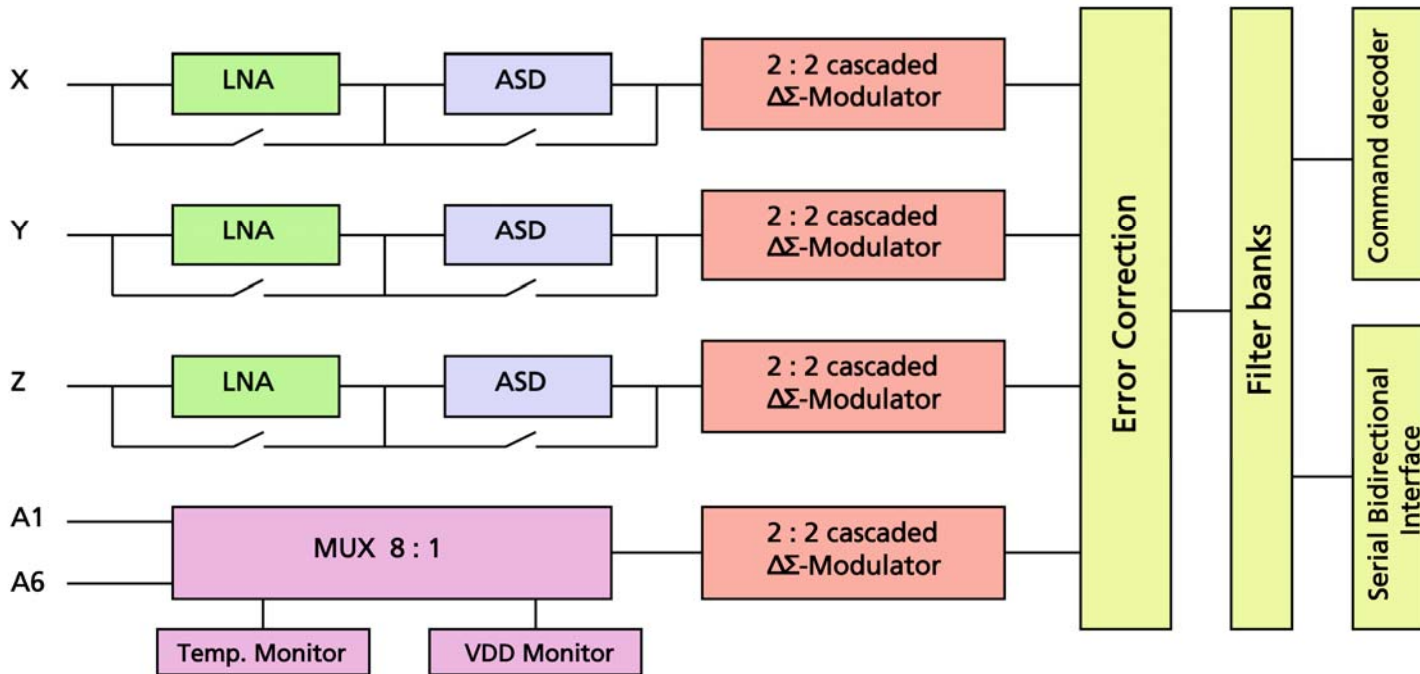 X
LNA
ASD
2 : 2 cascaded
ΔΣ-Modulator
Y
LNA
ASD
2 : 2 cascaded
ΔΣ-Modulator
Z
LNA
ASD
2 : 2 cascaded
ΔΣ-Modulator
A1
A6
MUX 8 : 1
2 : 2 cascaded
ΔΣ-Modulator
Temp. Monitor
VDD Monitor
Error Correction
Filter banks
Command decoder
Serial Bidirectional
Interface